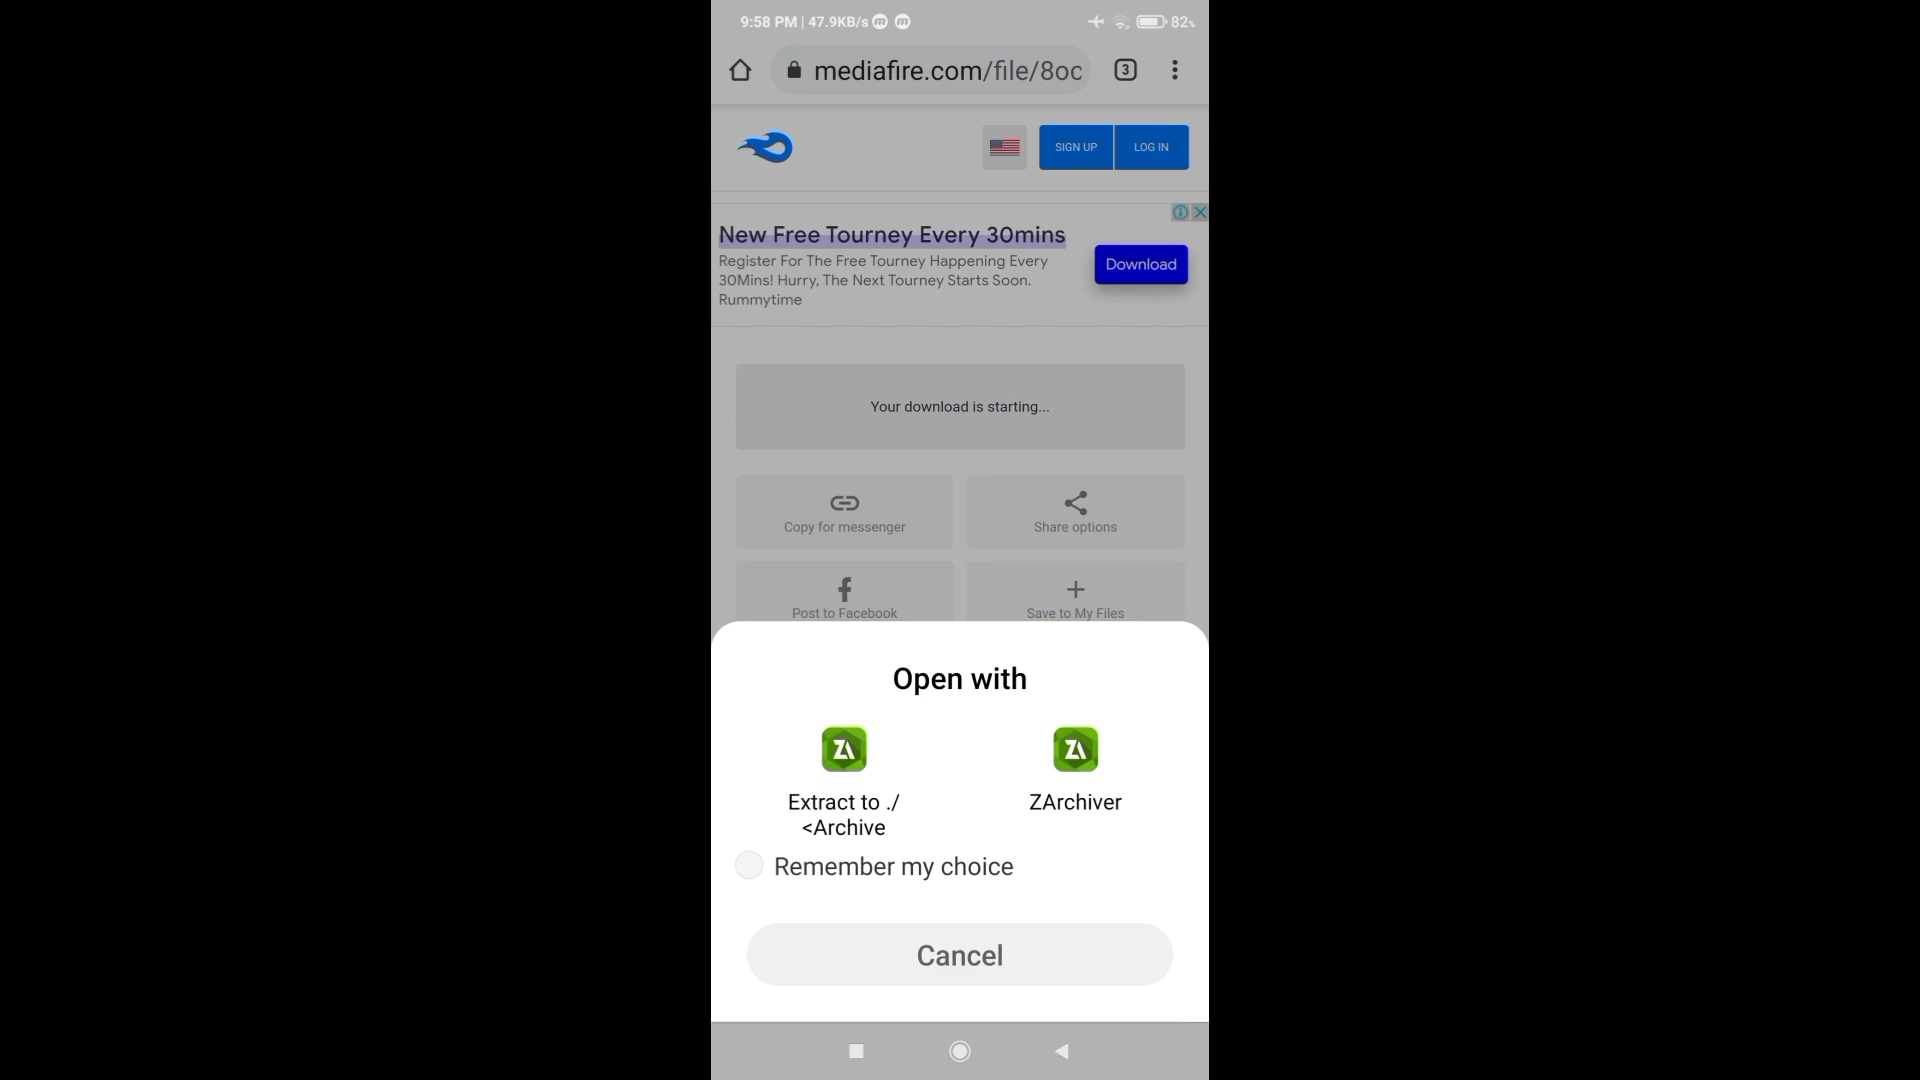 9:58 PM | 47.9KB/s
82%
mediafire.com/file/8oc
3
SIGN UP
LOG IN
New Free Tourney Every 30mins
Register For The Free Tourney Happening Every
30Mins! Hurry, The Next Tourney Starts Soon.
Rummytime
Download
Your download is starting...
Copy for messenger
Share options
Post to Facebook
Save to My Files
Open with
ZA
ZA
Extract to ./
<Archive
ZArchiver
Remember my choice
Cancel